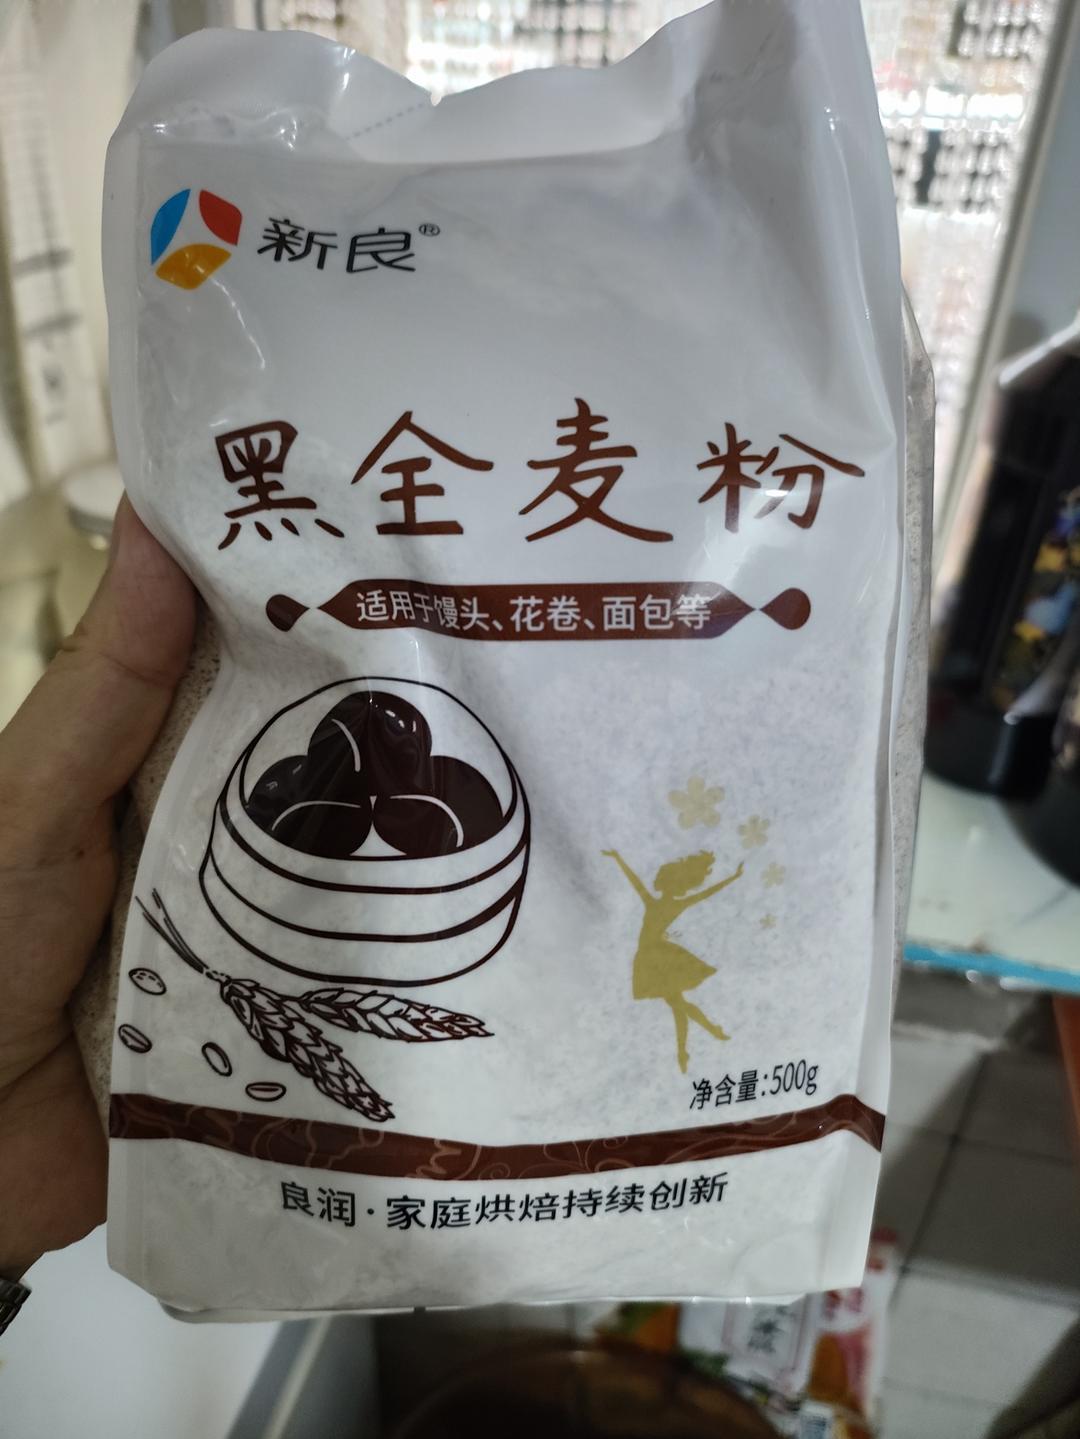 新良®
黑全麦粉
适用于馒头、花卷、面包等
净含量:500g
良润·家庭烘焙持续创新